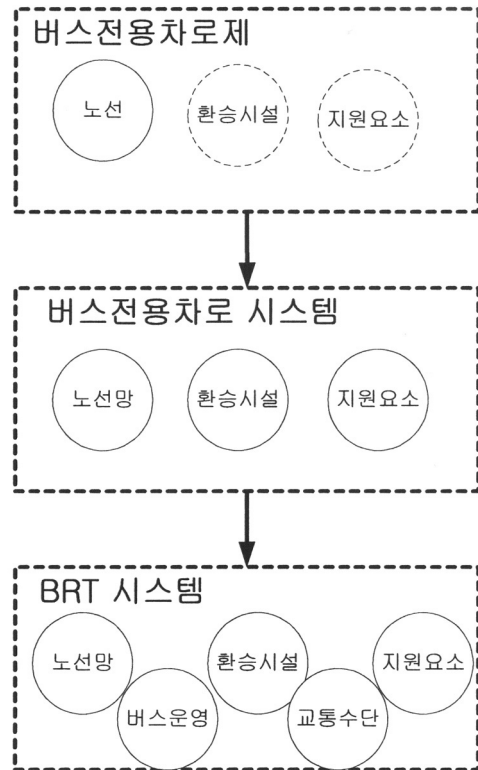 버스전용차로제
노선
환승시설
지원요소
버스전용차로 시스템
노선망
환승시설
지원요소
BRT 시스템
노선망
환승시설
지원요소
버스운영
교통수단